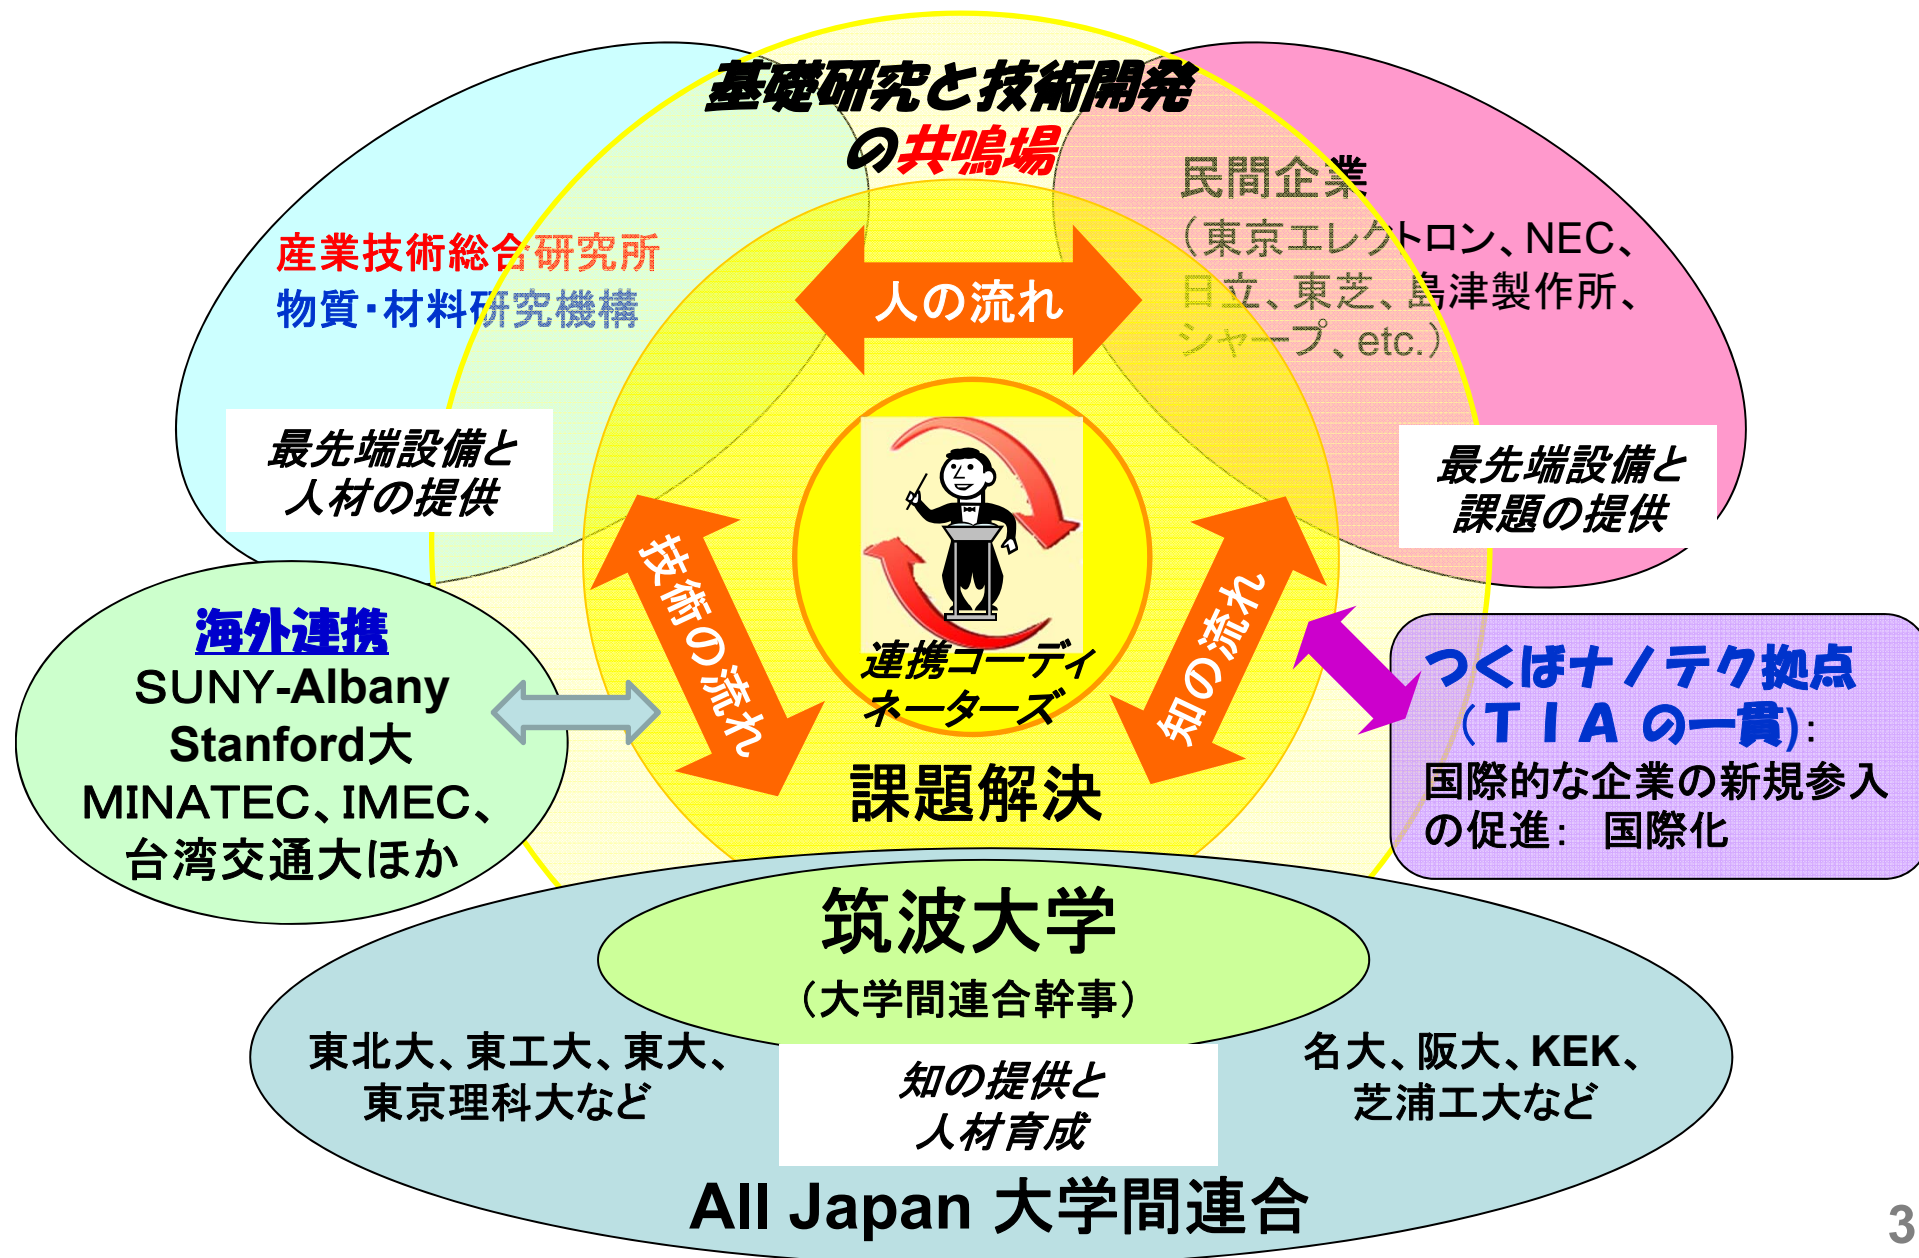 基礎研究と技術開発
の共鳴場
産業技術総合研究所
物質・材料研究機構
民間企業
（東京エレクトロン、NEC、
日立、東芝、島津製作所、
シャープ、etc.）
人の流れ
最先端設備と
人材の提供
最先端設備と
課題の提供
技術の流れ
知の流れ
連携コーディ
ネーターズ
課題解決
海外連携
SUNY-Albany
Stanford大
MINATEC、IMEC、
台湾交通大ほか
つくばナノテク拠点
（TIAの一貫)：
国際的な企業の新規参入
の促進： 国際化
筑波大学
（大学間連合幹事）
東北大、東工大、東大、
東京理科大など
名大、阪大、KEK、
芝浦工大など
知の提供と
人材育成
All Japan 大学間連合
3